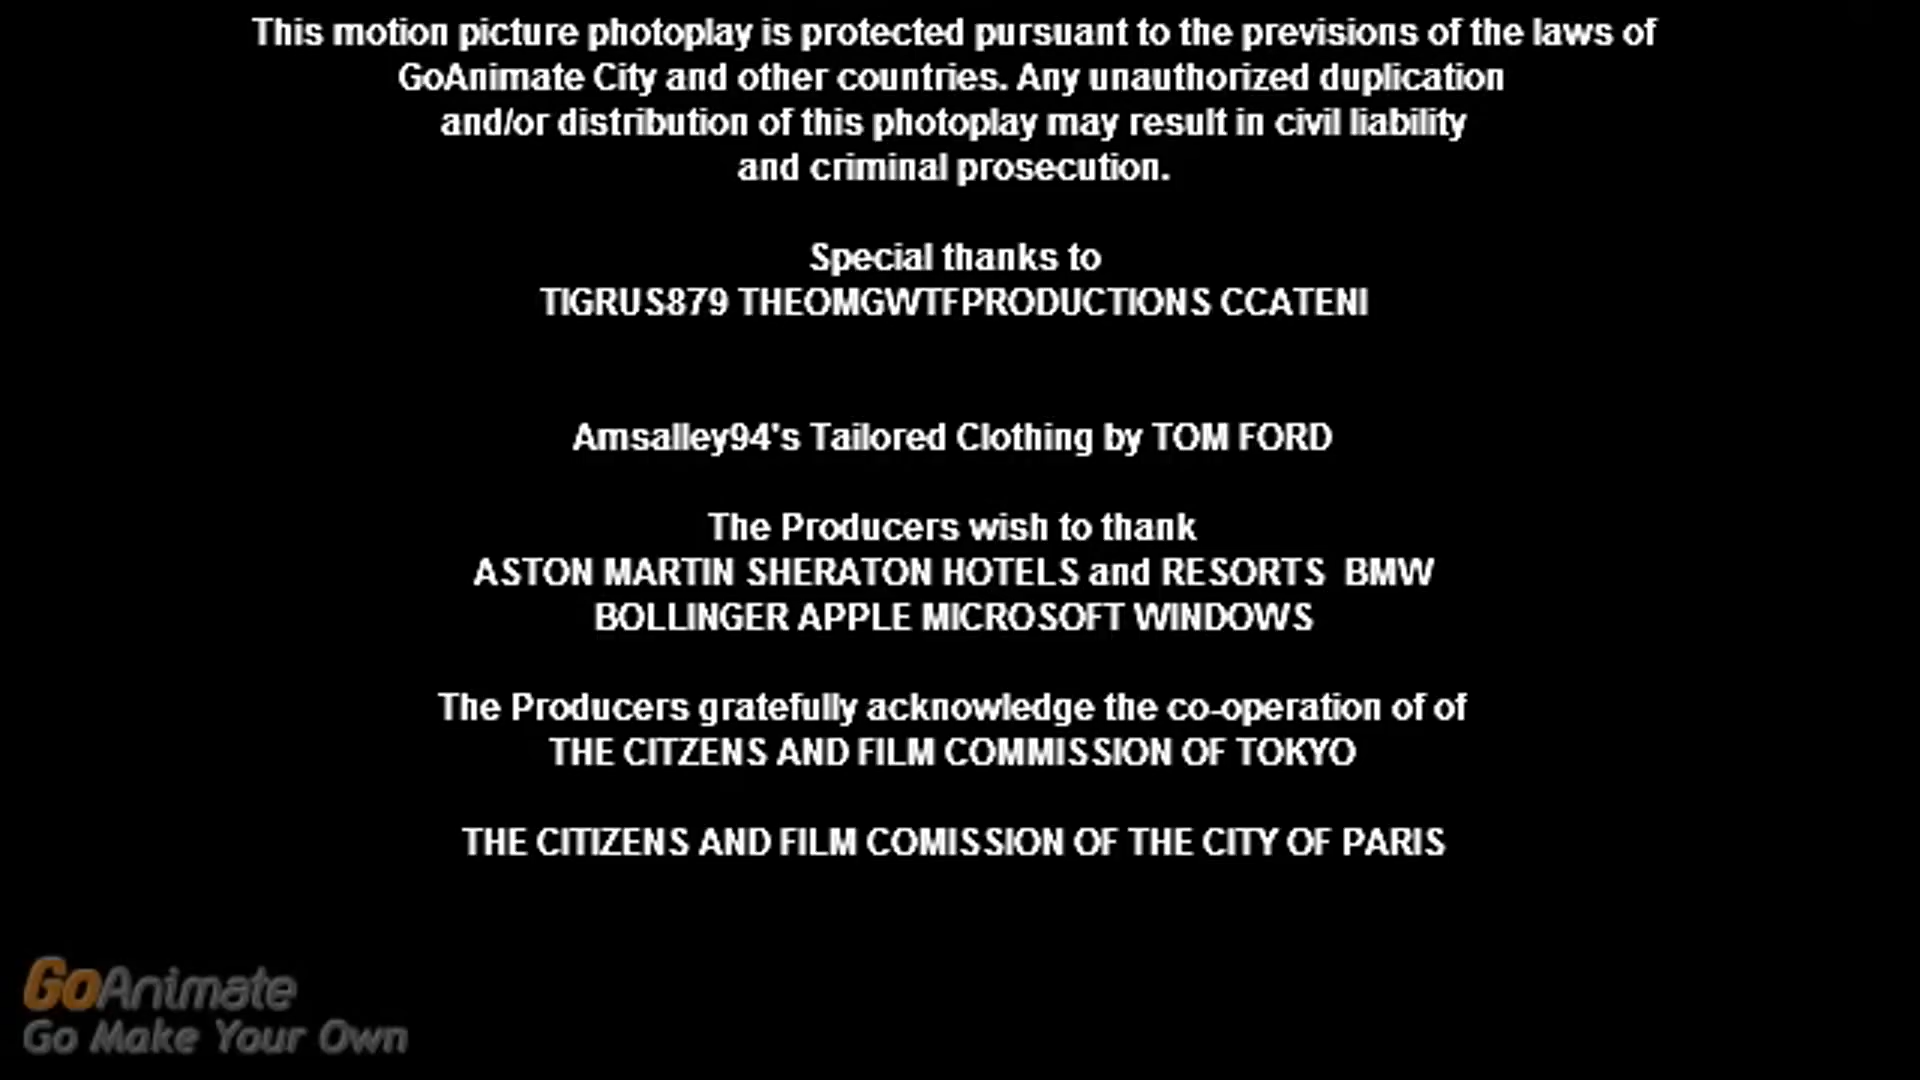 This motion picture photoplay is protected pursuant to the previsions of the laws of
GoAnimate City and other countries. Any unauthorized duplication
and/or distribution of this photoplay may result in civil liability
and criminal prosecution.
Special thanks to
TIGRUS879 THEOMGWTFPRODUCTIONS CCATENI
Amsalley94's Tailored Clothing by TOM FORD
The Producers wish to thank
ASTON MARTIN SHERATON HOTELS and RESORTS BMW
BOLLINGER APPLE MICROSOFT WINDOWS
The Producers gratefully acknowledge the co-operation of of
THE CITZENS AND FILM COMMISSION OF TOKYO
THE CITIZENS AND FILM COMISSION OF THE CITY OF PARIS
GoAnimate
Go Make Your Own